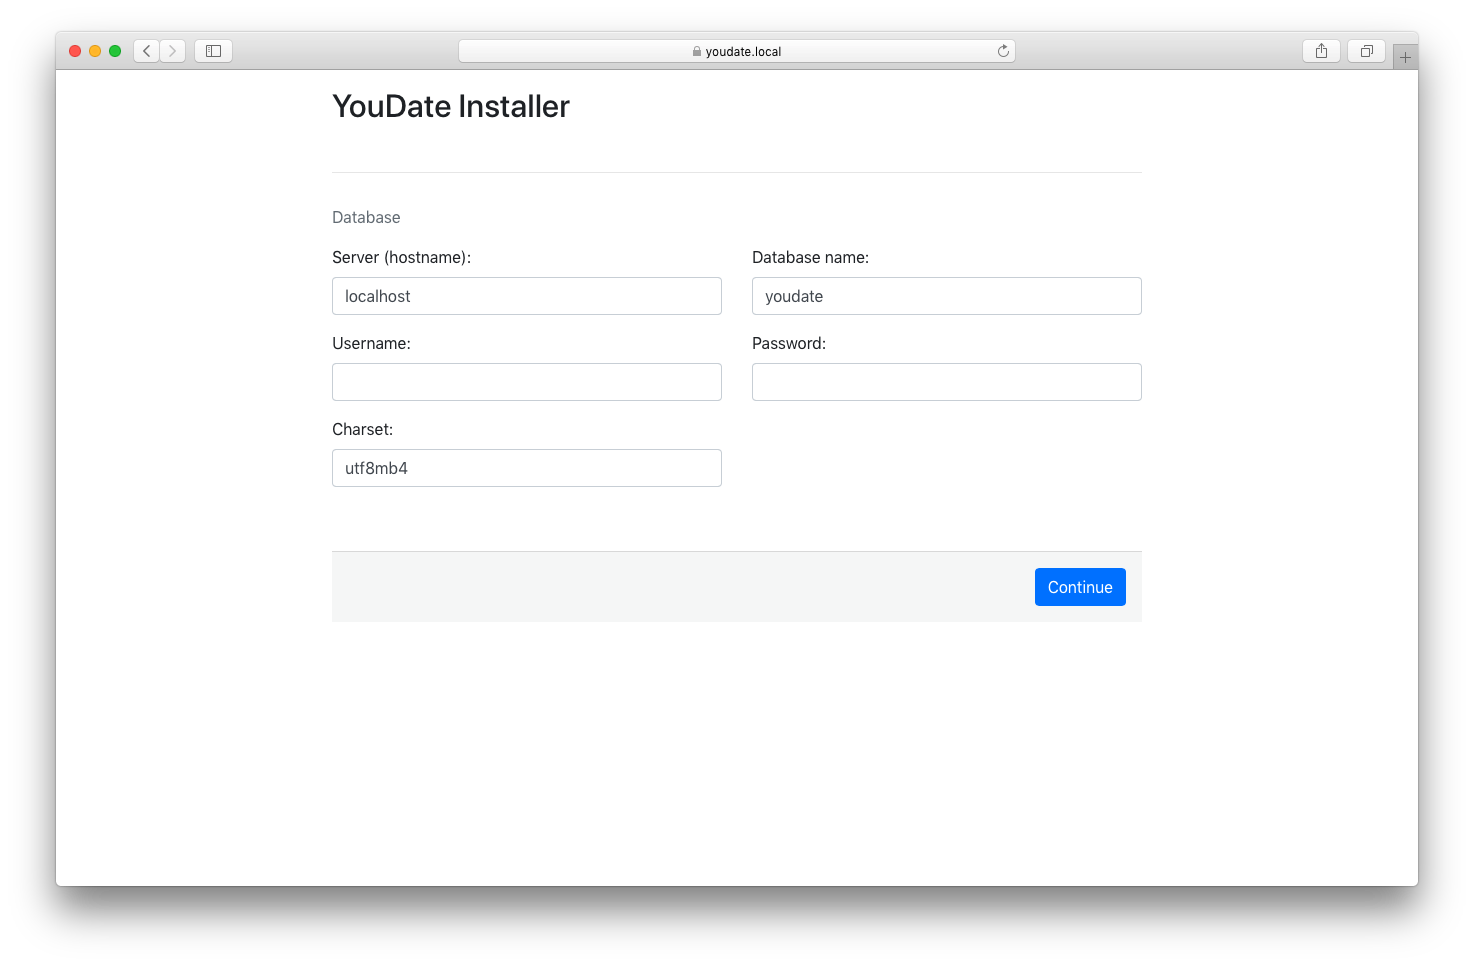 youdate.local
YouDate Installer
Database
Server (hostname):
Database name:
localhost
youdate
Username:
Password:
Charset:
utf8mb4
Continue